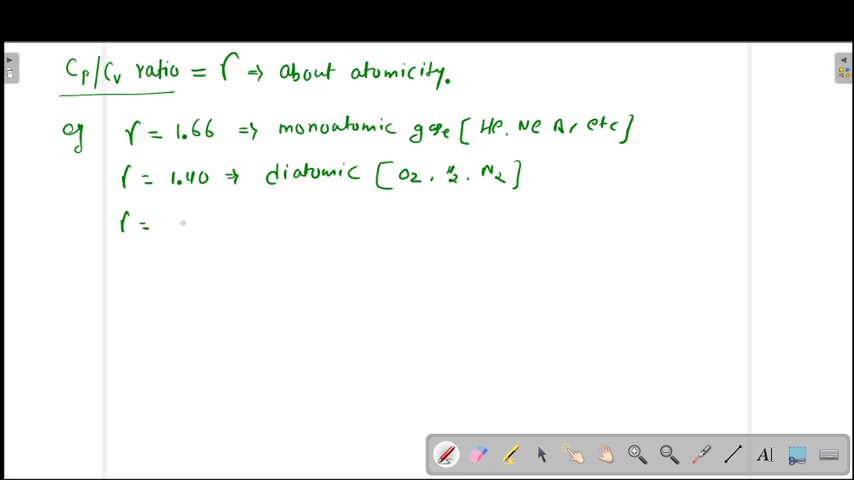 Cp/Cv ratio = r ⇒ about atomicity.
eg r = 1.66 ⇒ monoatomic gase [He. Ne Ar etc]
r = 1.40 ⇒ diatomic [O2, H2, N2]
r =